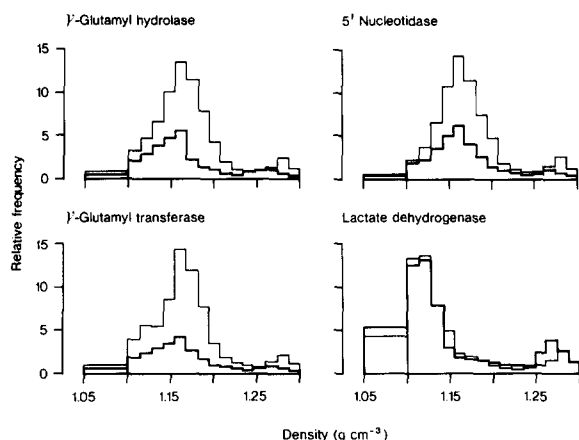 γ-Glutamyl hydrolase
5' Nucleotidase
15
10
5
0
γ-Glutamyl transferase
Lactate dehydrogenase
15
10
5
0
Relative frequency
1.05 1.15 1.25 1.05 1.15 1.25
Density (g cm⁻³)